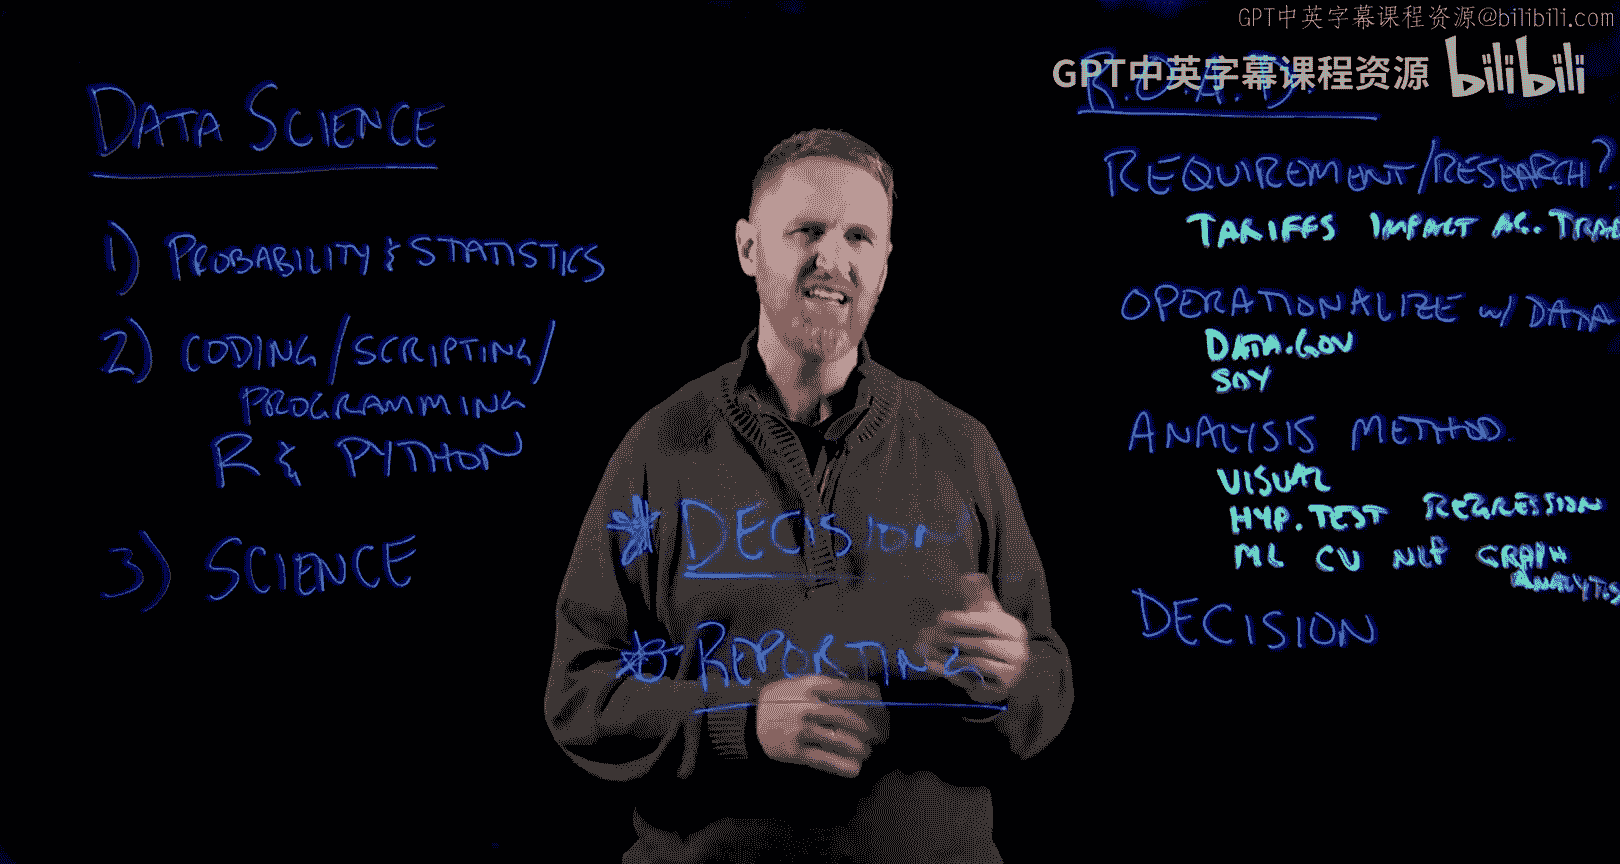 GPT中英字幕课程资源@bilibili.com
GPT中英字幕课程资源 bilibili
DATA SCIENCE
1) PROBABILITY & STATISTICS
2) CODING/SCRIPTING/
PROGRAMMING
R & PYTHON
3) SCIENCE
* DECISION
* REPORTING
R.O.A.D.
REQUIREMENT/RESEARCH?
TARIFFS IMPACT AG. TRAD
OPERATIONALIZE w/ DATA
DATA.GOV
SOY
ANALYSIS METHOD
VISUAL
HYP. TEST REGRESSION
ML CV NLP GRAPH
ANALYTICS
DECISION